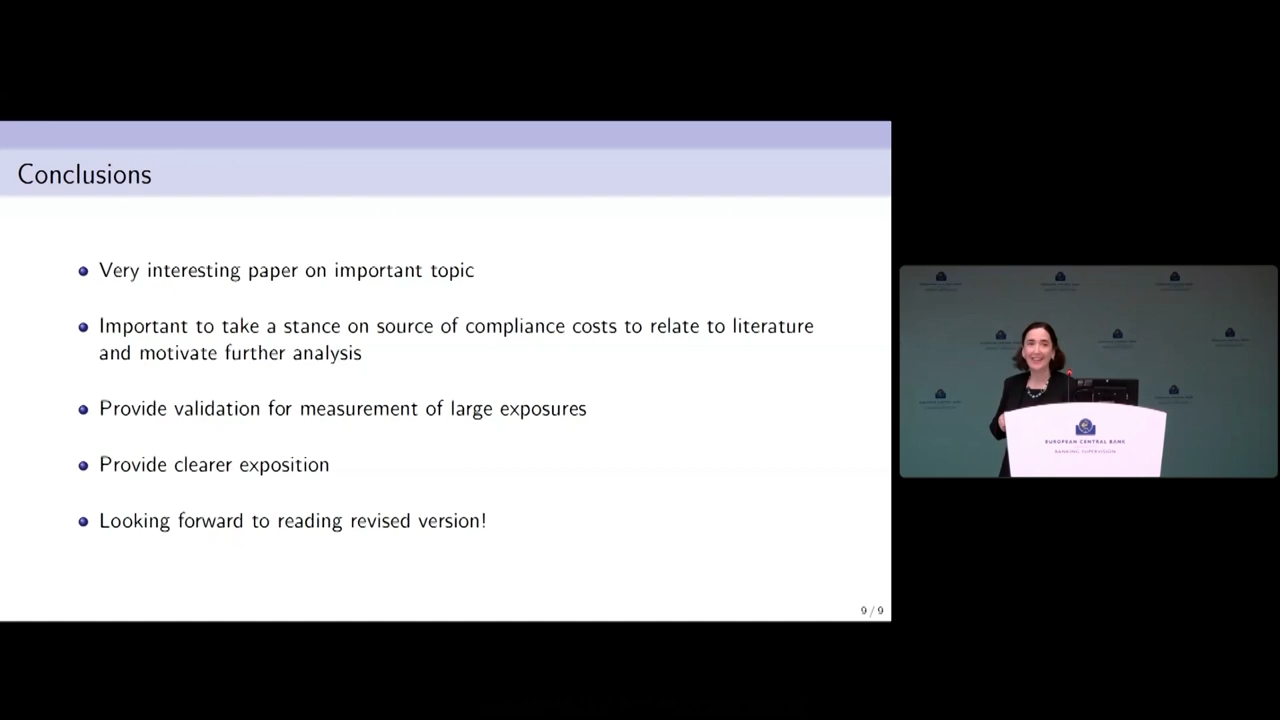 Conclusions
Very interesting paper on important topic
Important to take a stance on source of compliance costs to relate to literature
and motivate further analysis
Provide validation for measurement of large exposures
Provide clearer exposition
Looking forward to reading revised version!
9 / 9
EUROPEAN CENTRAL BANK
BANKING SUPERVISION